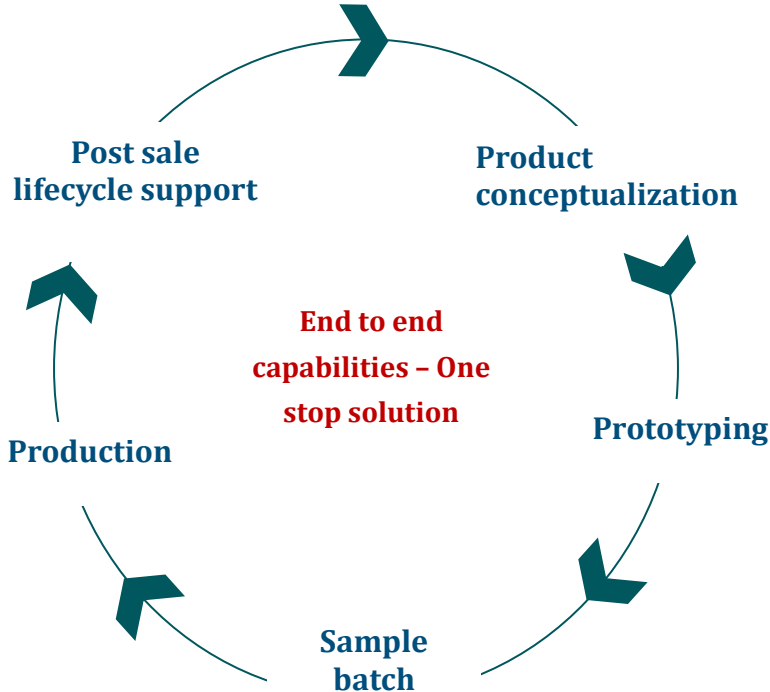 Post sale
lifecycle support
Product
conceptualization
End to end
capabilities – One
stop solution
Prototyping
Production
Sample
batch